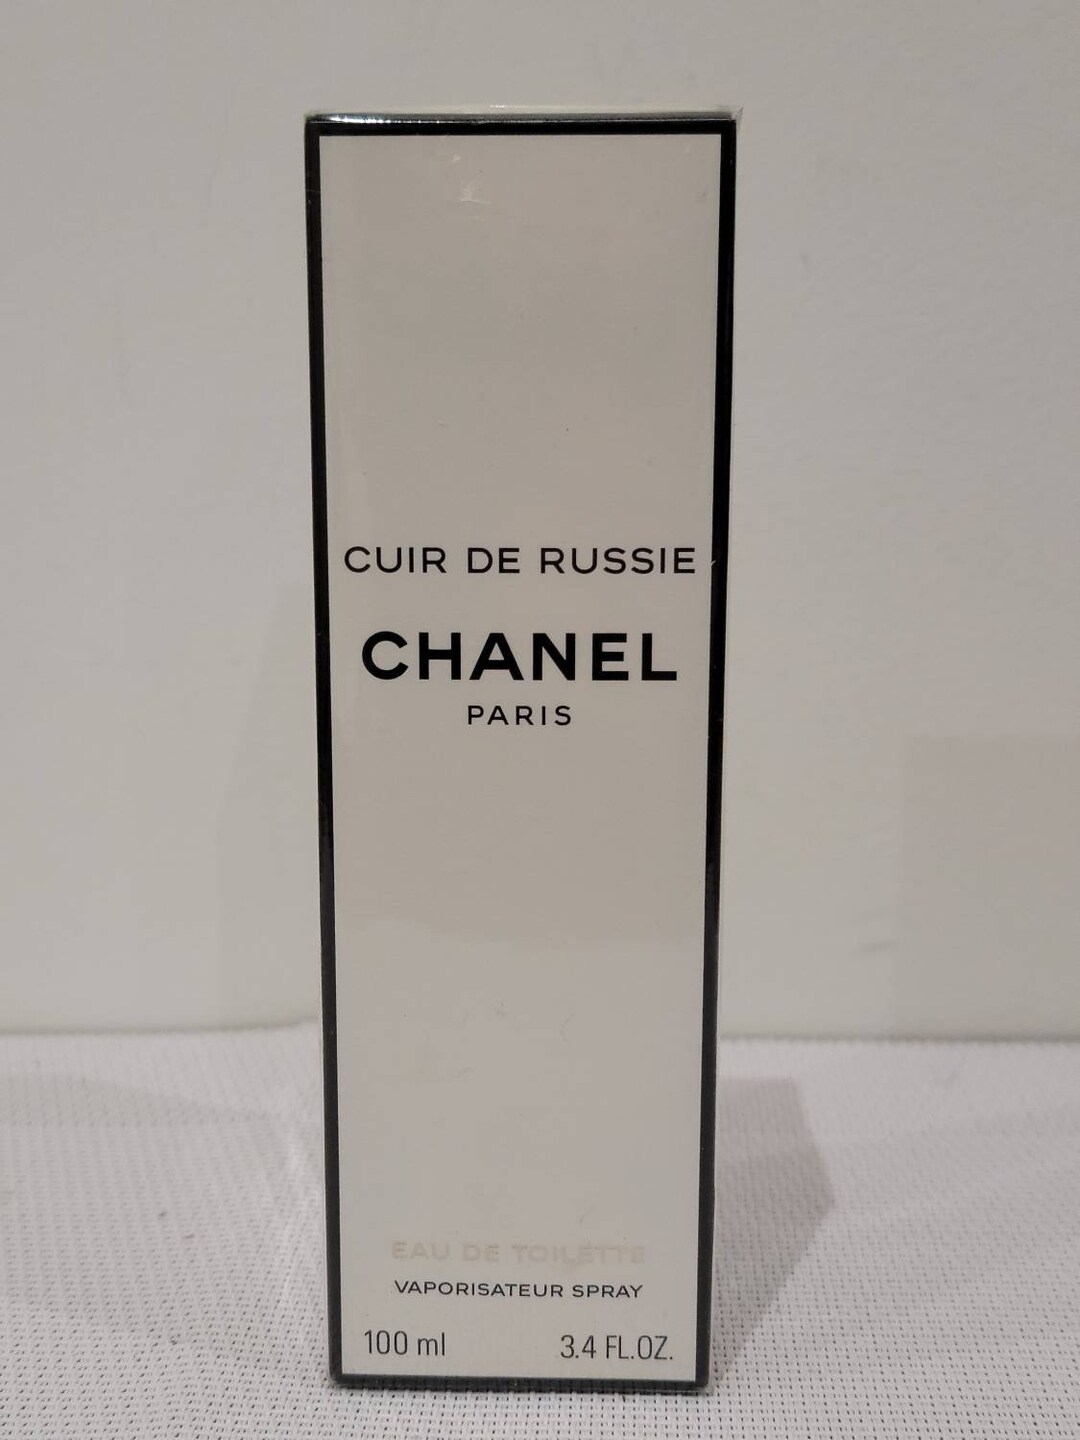 CUIR DE RUSSIE
CHANEL
PARIS
EAU DE TOILETTE
VAPORISATEUR SPRAY
100 ml 3.4 FL.OZ.